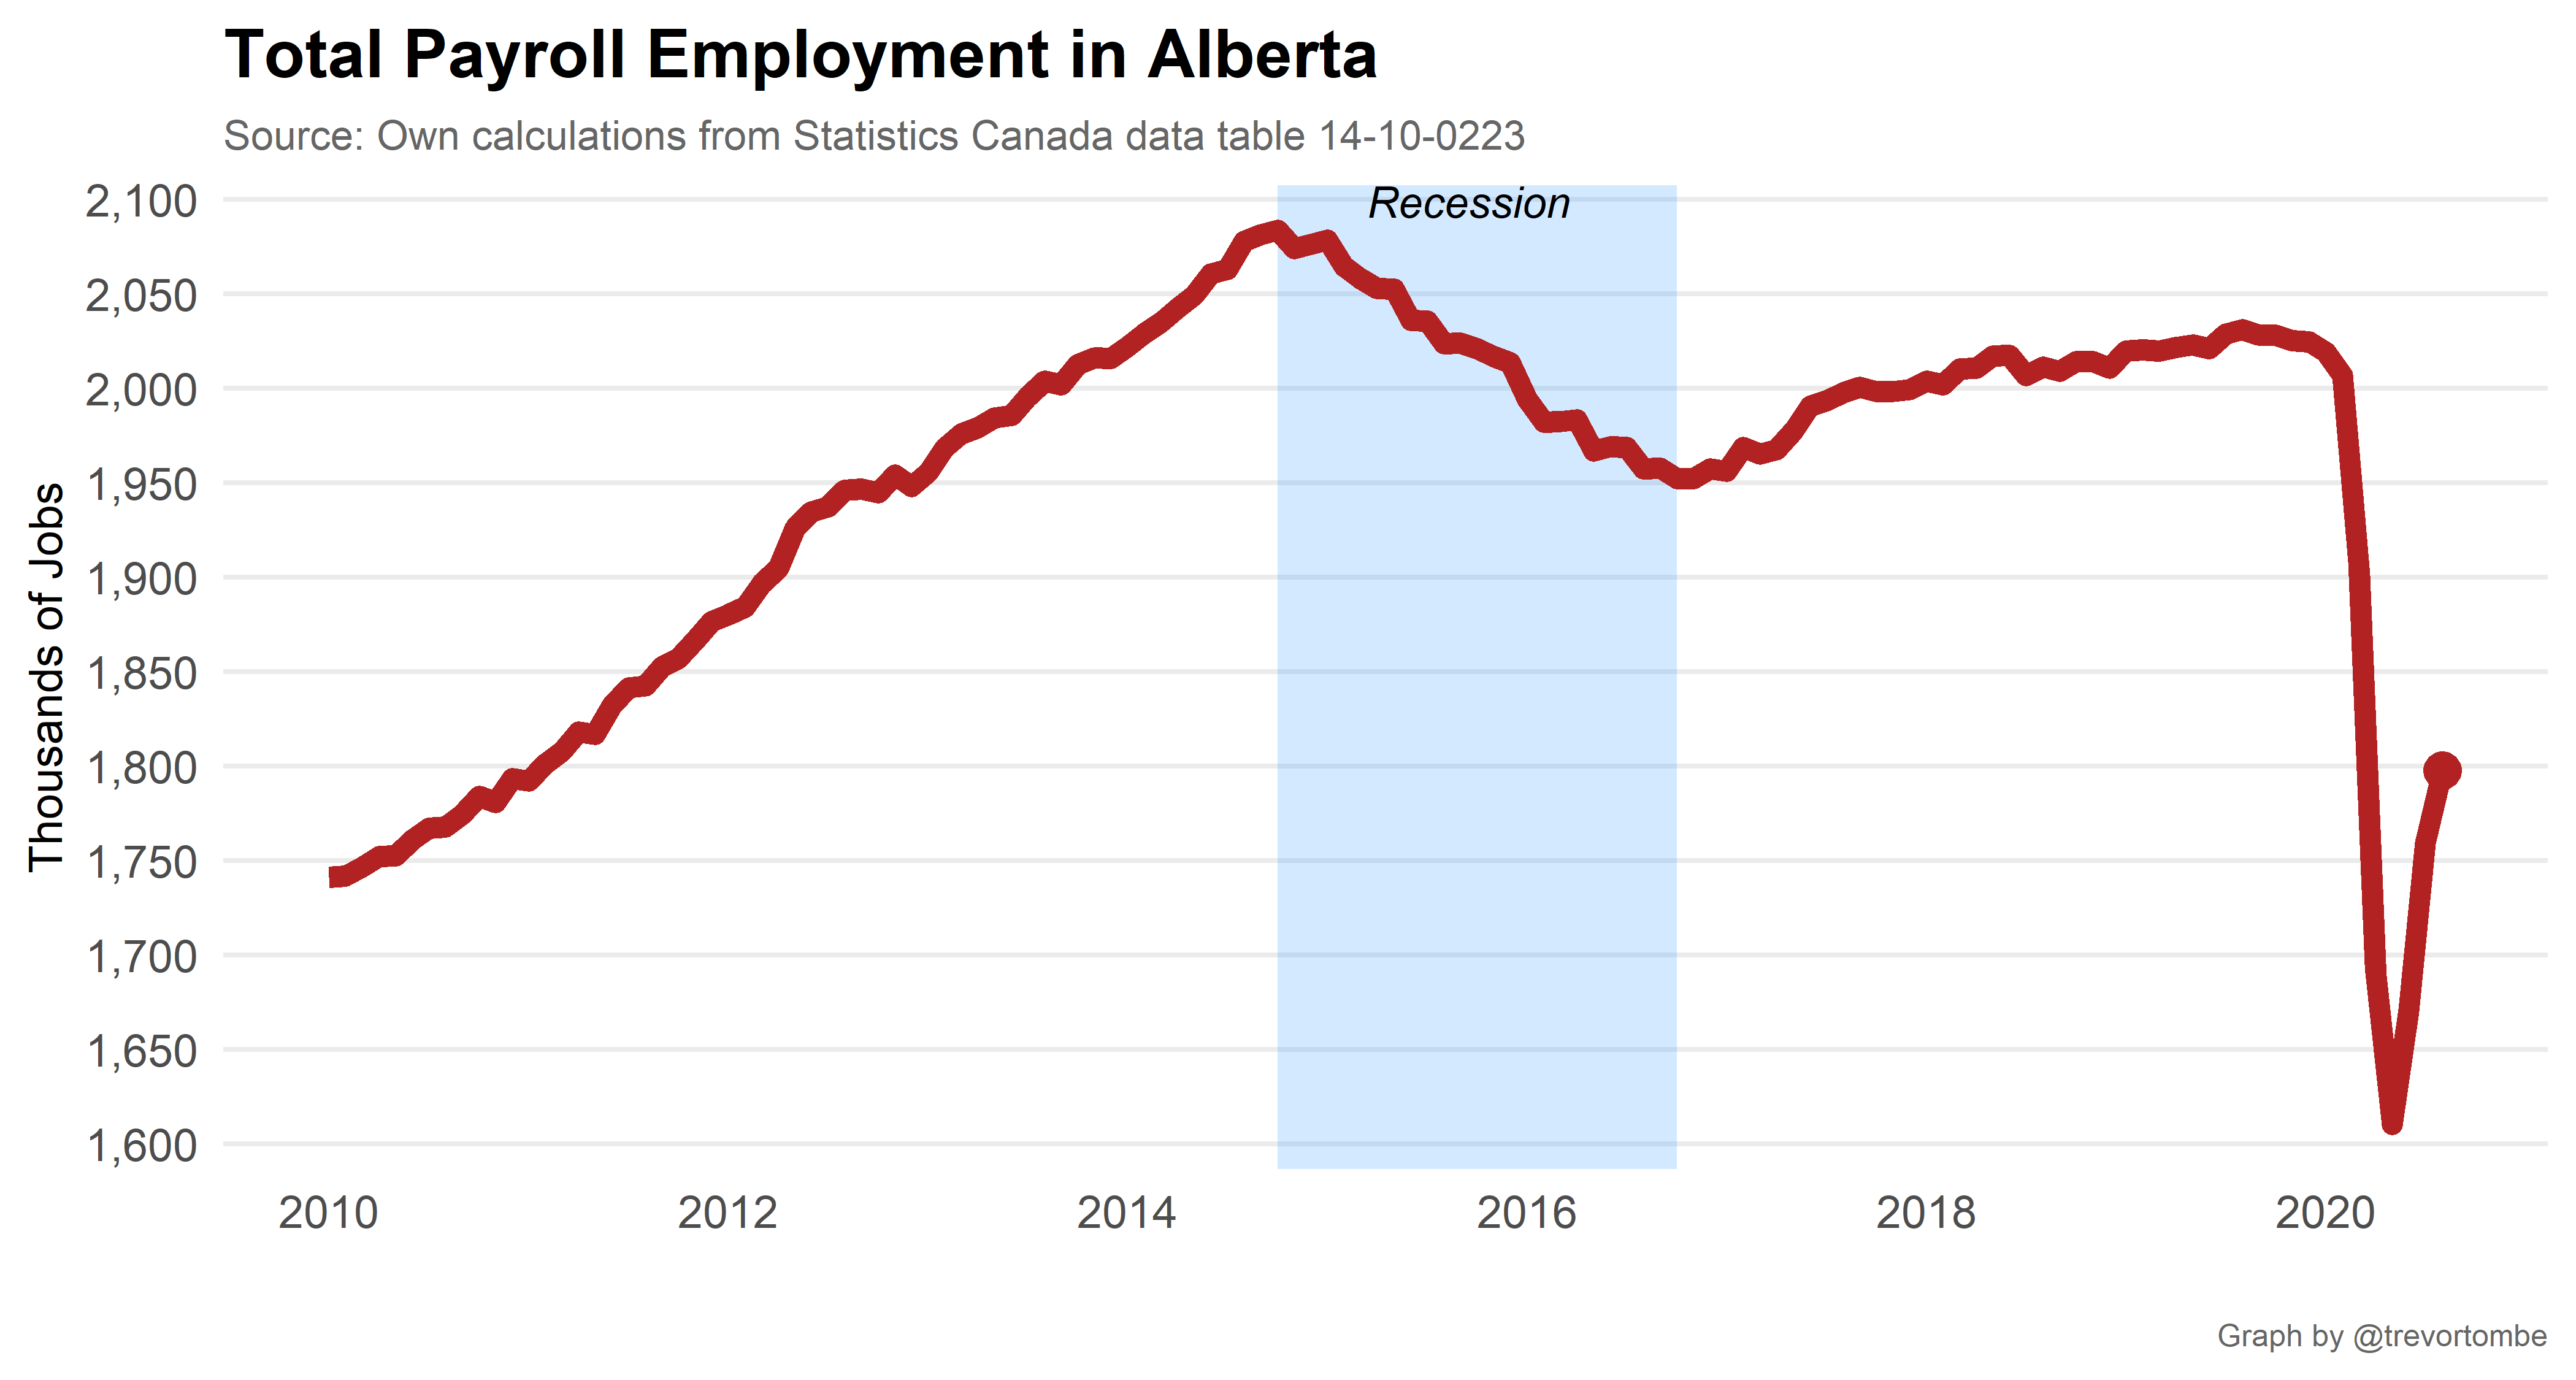 Total Payroll Employment in Alberta
Source: Own calculations from Statistics Canada data table 14-10-0223
Thousands of Jobs
2,100
2,050
2,000
1,950
1,900
1,850
1,800
1,750
1,700
1,650
1,600
Recession
2010 2012 2014 2016 2018 2020
Graph by @trevortombe